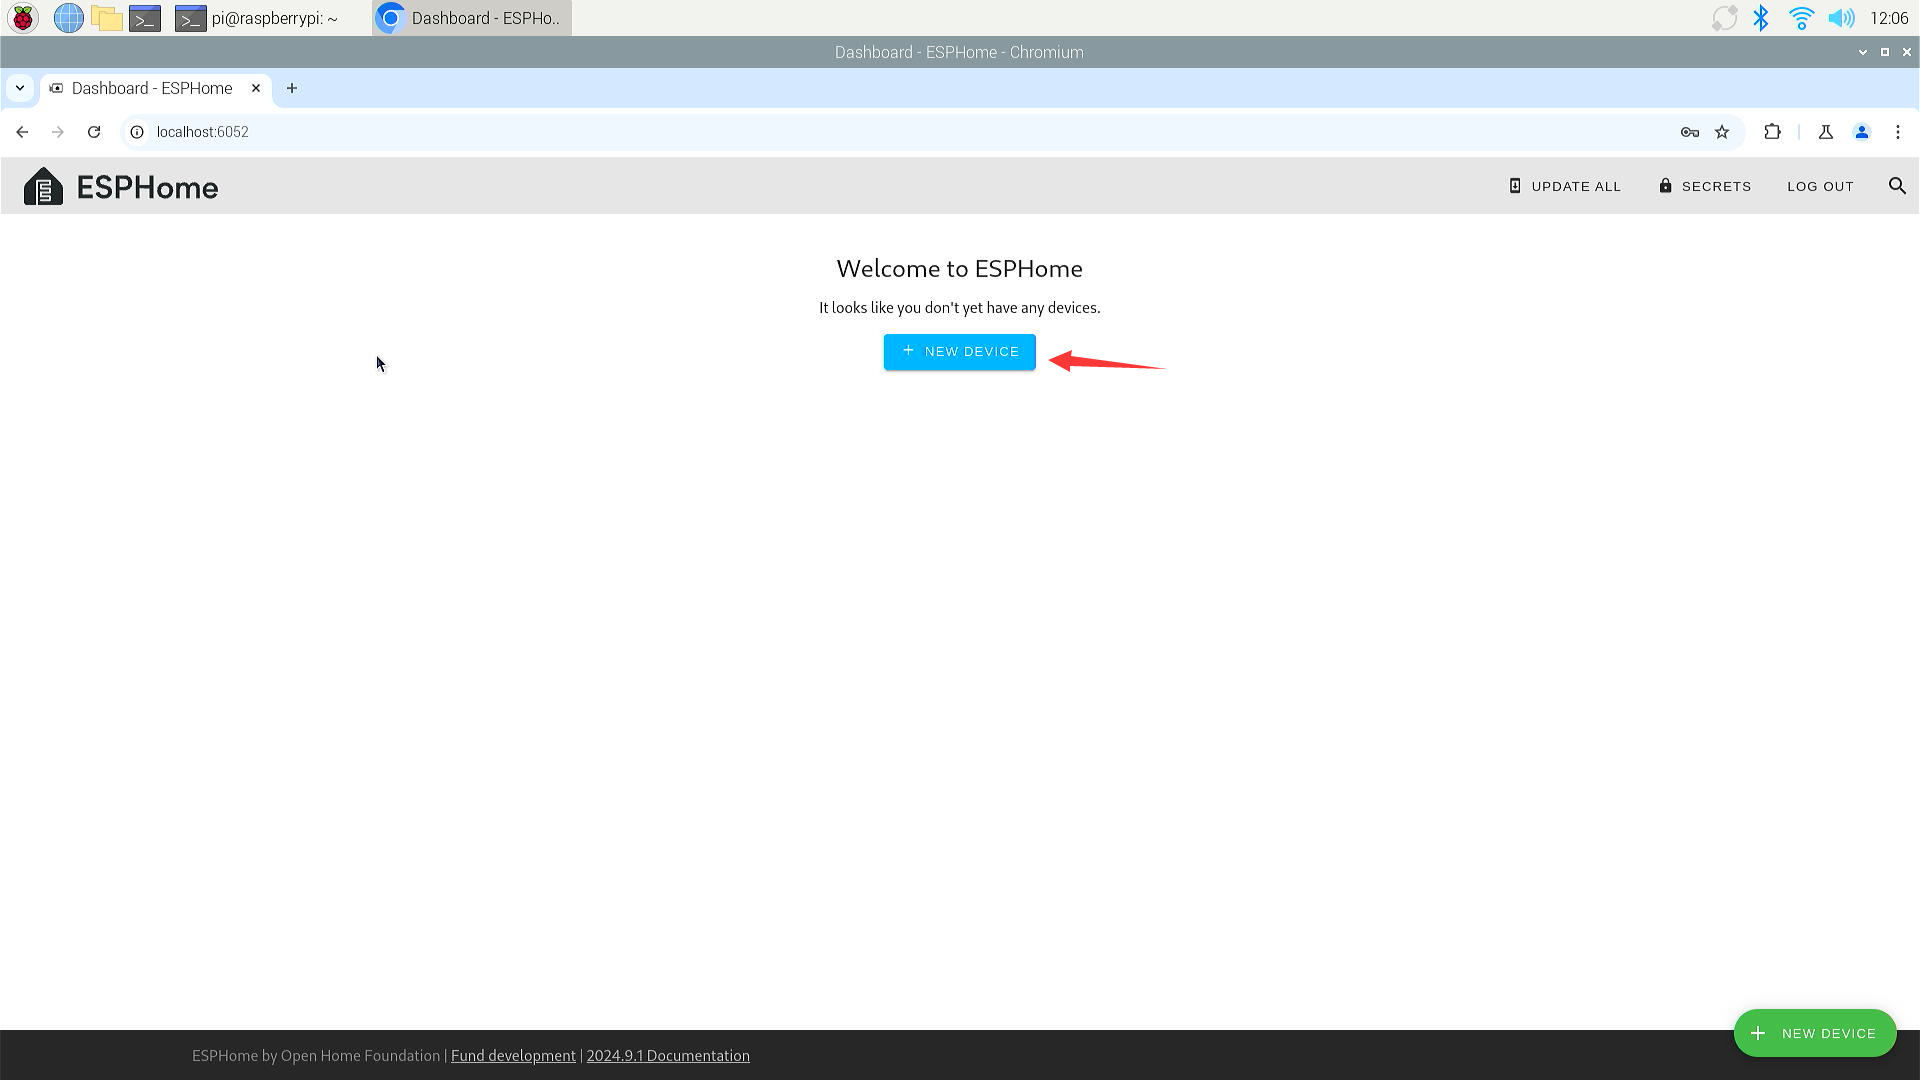 pi@raspberrypi: ~
Dashboard - ESPHo..
12:06
Dashboard - ESPHome - Chromium
Dashboard - ESPHome
localhost:6052
ESPHome
UPDATE ALL
SECRETS
LOG OUT
Welcome to ESPHome
It looks like you don't yet have any devices.
+ NEW DEVICE
+ NEW DEVICE
ESPHome by Open Home Foundation | Fund development | 2024.9.1 Documentation